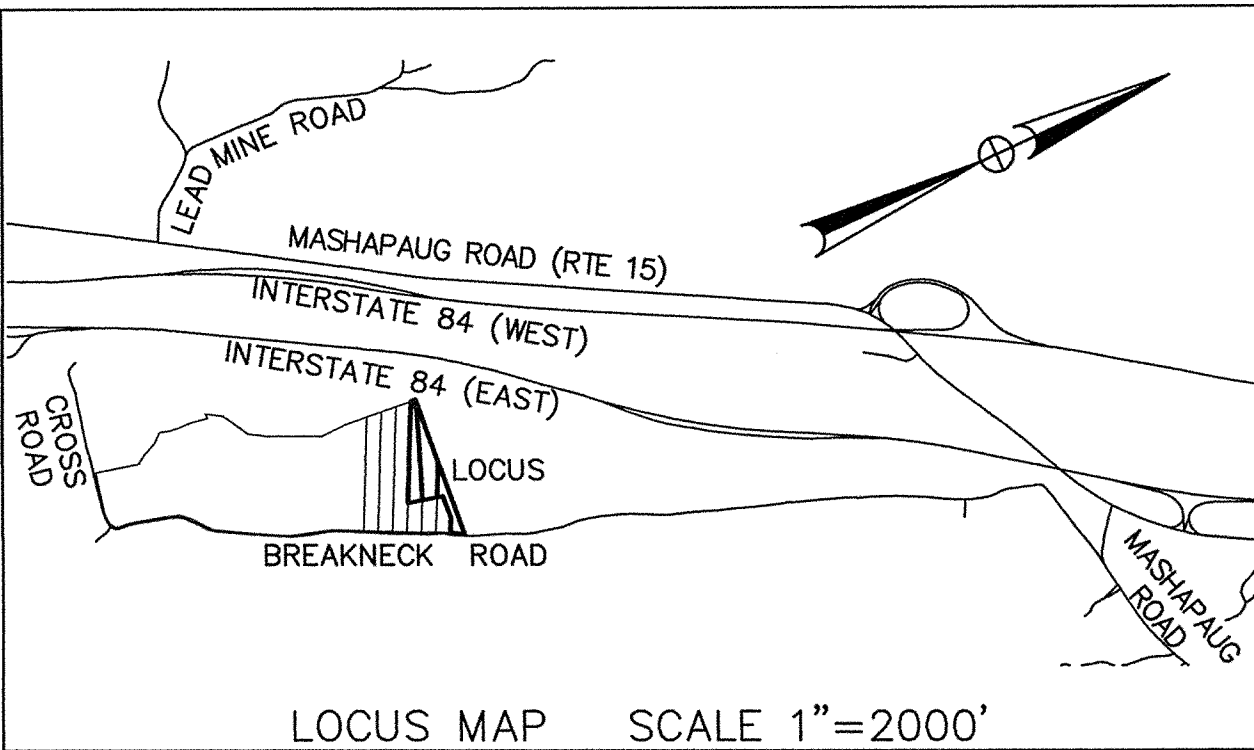 LEAD MINE ROAD
MASHAPAUG ROAD (RTE 15)
INTERSTATE 84 (WEST)
INTERSTATE 84 (EAST)
CROSS
ROAD
LOCUS
BREAKNECK ROAD
MASHAPAUG
ROAD
LOCUS MAP SCALE 1"=2000'